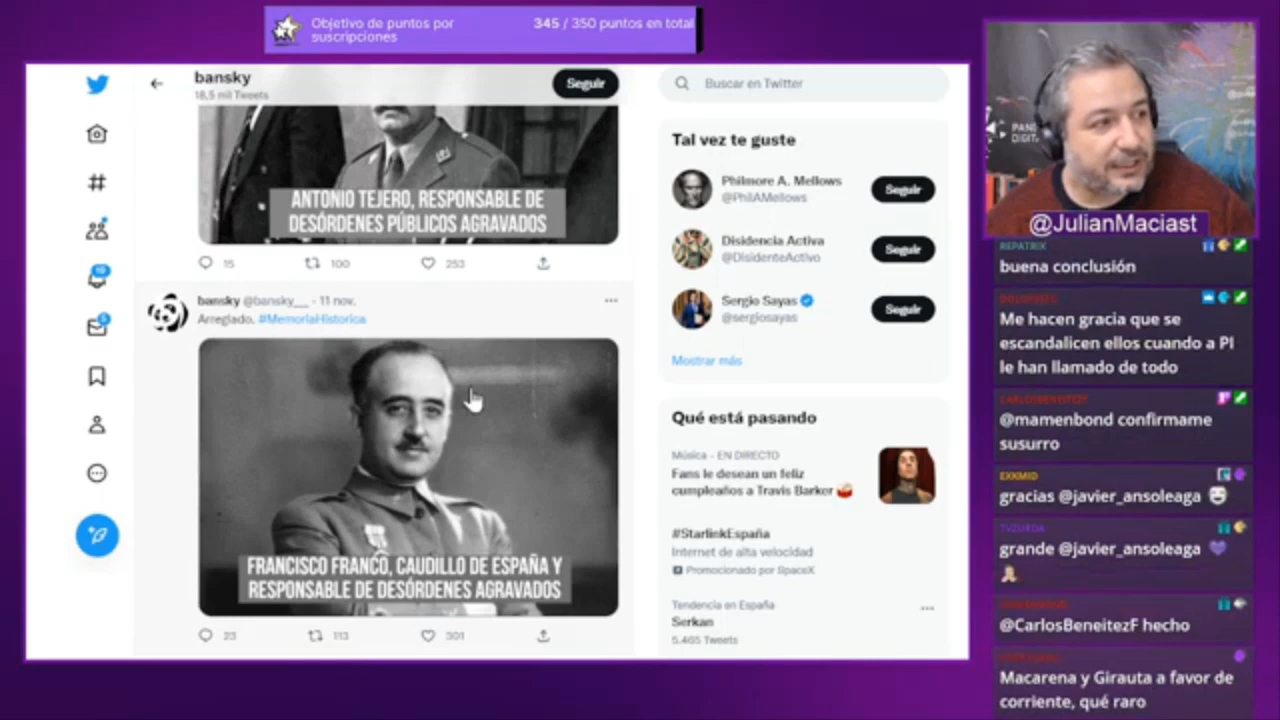 Objetivo de puntos por
suscripciones
345 / 350 puntos en total
bansky
18,5 mil Tweets
Seguir
ANTONIO TEJERO, RESPONSABLE DE
DESÓRDENES PÚBLICOS AGRAVADOS
15 100 253
bansky @bansky__ · 11 nov.
Arreglado. #MemoriaHistorica
FRANCISCO FRANCO, CAUDILLO DE ESPAÑA Y
RESPONSABLE DE DESÓRDENES AGRAVADOS
23 113 301
Buscar en Twitter
Tal vez te guste
Philmore A. Mellows
@PhilAMellows
Seguir
Disidencia Activa
@DisidenteActivo
Seguir
Sergio Sayas
@sergiosayas
Seguir
Mostrar más
Qué está pasando
Música · EN DIRECTO
Fans le desean un feliz
cumpleaños a Travis Barker
#StarlinkEspaña
Internet de alta velocidad
Promocionado por SpaceX
Tendencia en España
Serkan
5.465 Tweets
@JulianMaciast
REPATRIX
buena conclusión
Me hacen gracia que se
escandalicen ellos cuando a PI
le han llamado de todo
CARLOSBENEITEZF
@mamenbond confirmame
susurro
EXKMID
gracias @javier_ansoleaga
TVZURDA
grande @javier_ansoleaga
@CarlosBeneitezF hecho
Macarena y Girauta a favor de
corriente, qué raro